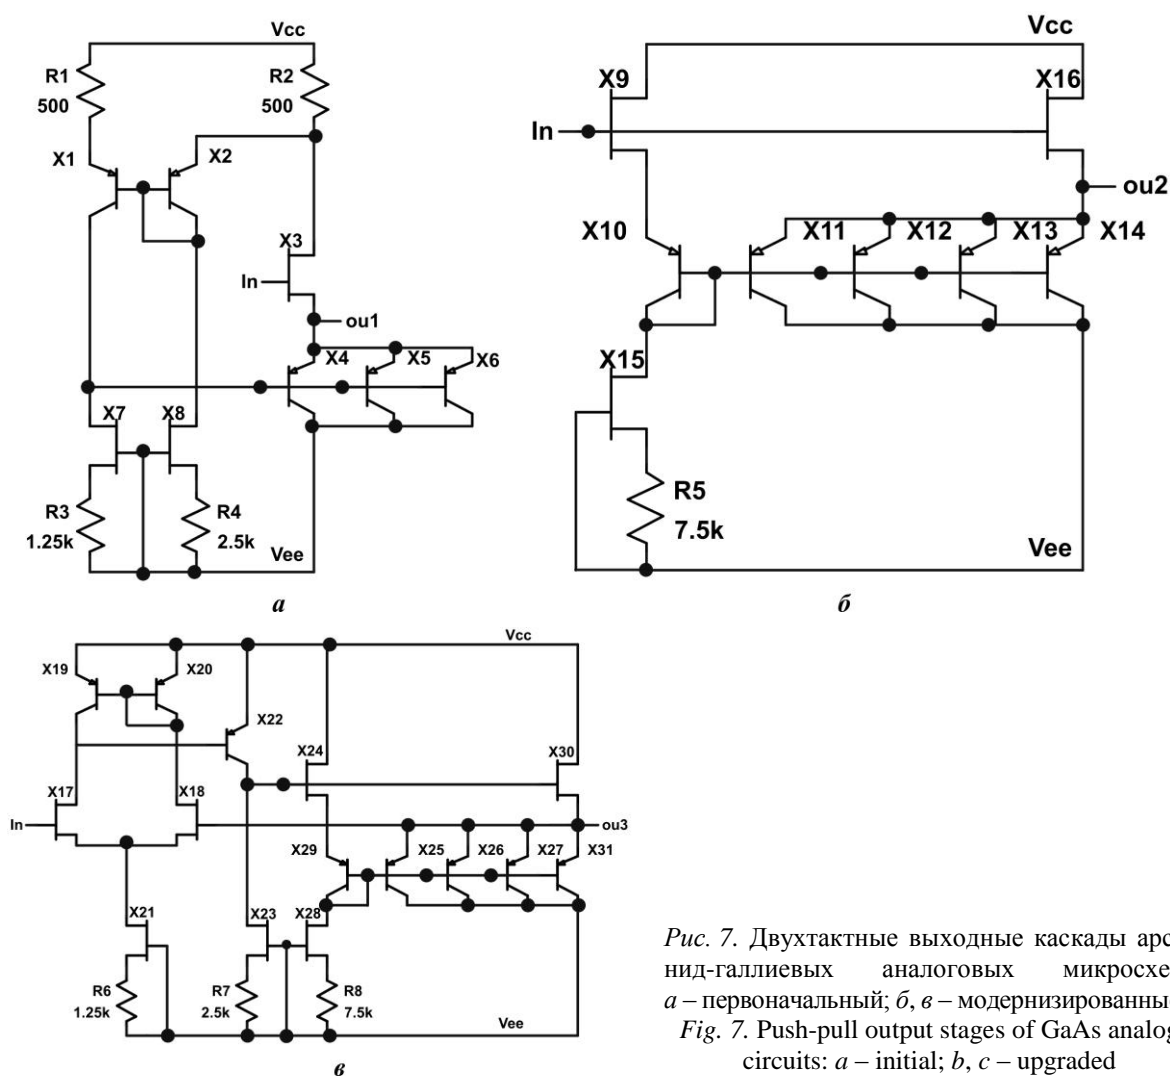 Vcc
R1
500
R2
500
X1
X2
X3
In
ou1
X4
X5
X6
X7
X8
R3
1.25k
R4
2.5k
Vee
а
Vcc
X9
X16
In
ou2
X10
X11
X12
X13
X14
X15
R5
7.5k
Vee
б
Vcc
X19
X20
X22
X24
X30
X17
X18
In
ou3
X29
X25
X26
X27
X31
X21
X23
X28
R6
1.25k
R7
2.5k
R8
7.5k
Vee
в
Рис. 7. Двухтактные выходные каскады арс
нид-галлиевых аналоговых микросхе
а – первоначальный; б, в – модернизированны
Fig. 7. Push-pull output stages of GaAs analog
circuits: a – initial; b, c – upgraded